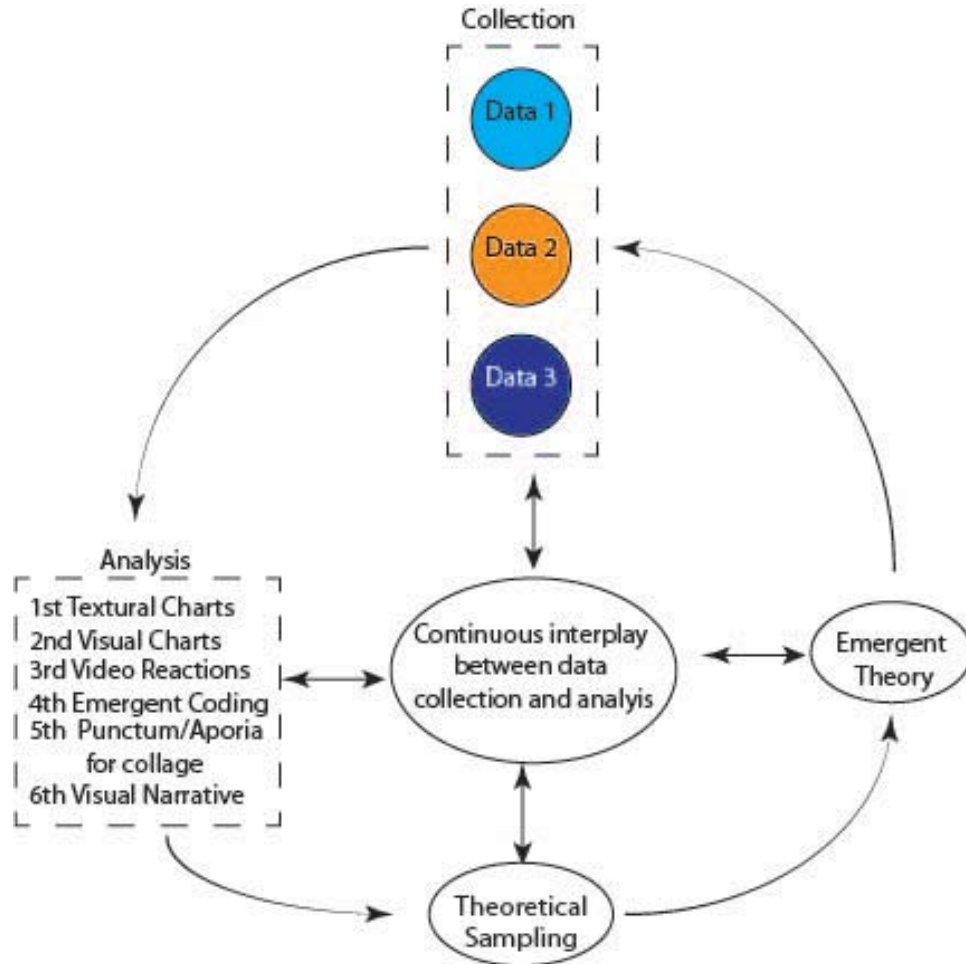 Collection
Data 1
Data 2
Data 3
Analysis
1st Textural Charts
2nd Visual Charts
3rd Video Reactions
4th Emergent Coding
5th Punctum/Aporia
for collage
6th Visual Narrative
Continuous interplay
between data
collection and analyis
Emergent
Theory
Theoretical
Sampling